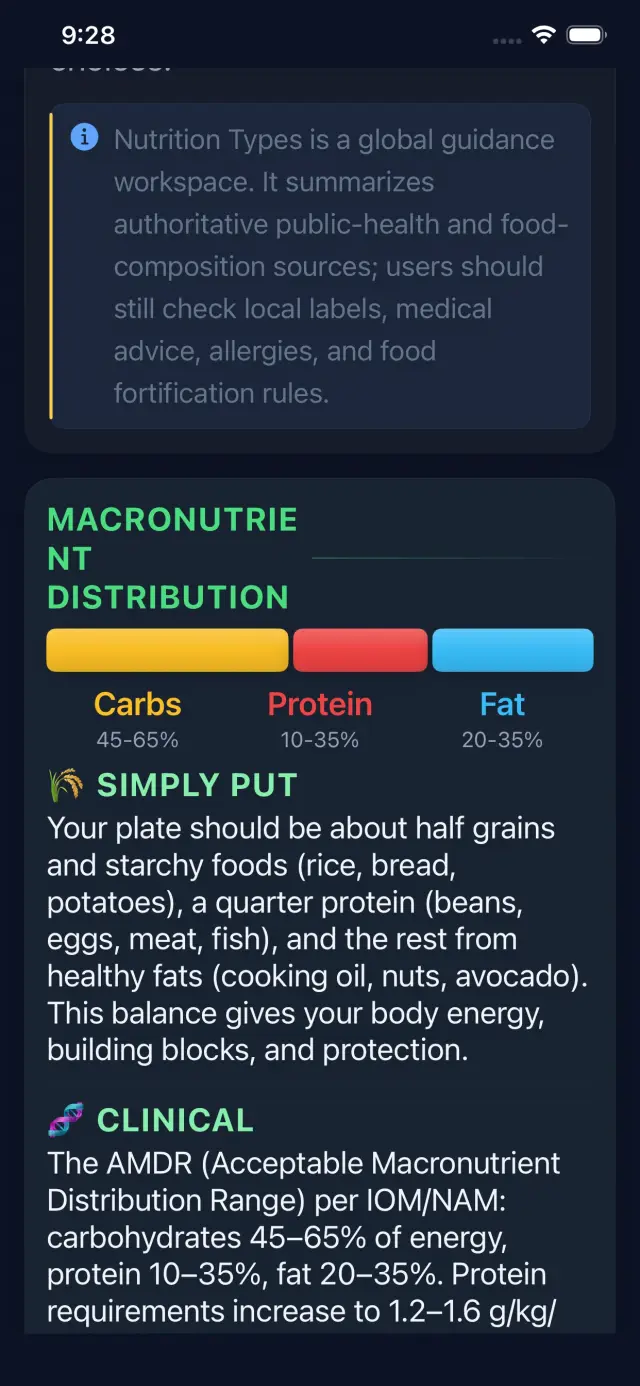 9:28
choices.
Nutrition Types is a global guidance
workspace. It summarizes
authoritative public-health and food-
composition sources; users should
still check local labels, medical
advice, allergies, and food
fortification rules.
MACRONUTRIE
NT
DISTRIBUTION
Carbs
45-65%
Protein
10-35%
Fat
20-35%
SIMPLY PUT
Your plate should be about half grains
and starchy foods (rice, bread,
potatoes), a quarter protein (beans,
eggs, meat, fish), and the rest from
healthy fats (cooking oil, nuts, avocado).
This balance gives your body energy,
building blocks, and protection.
CLINICAL
The AMDR (Acceptable Macronutrient
Distribution Range) per IOM/NAM:
carbohydrates 45–65% of energy,
protein 10–35%, fat 20–35%. Protein
requirements increase to 1.2–1.6 g/kg/